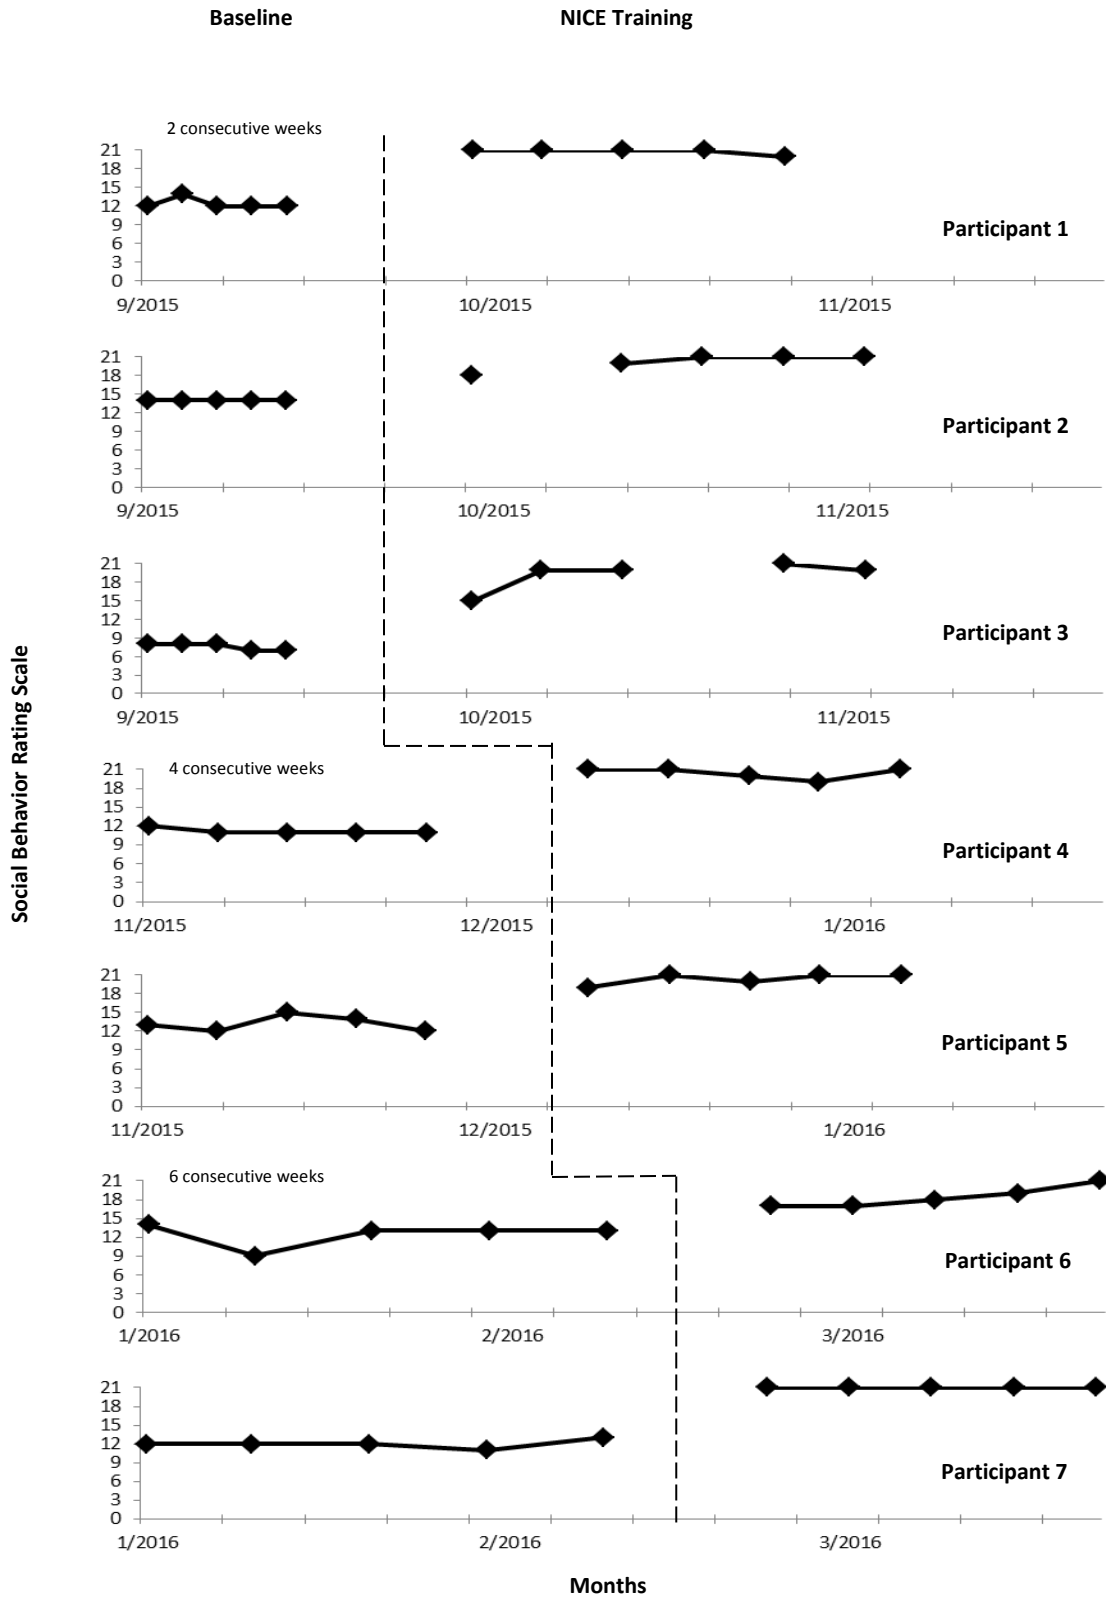 Baseline NICE Training
2 consecutive weeks
21
18
15
12
9
6
3
0
Participant 1
9/2015 10/2015 11/2015
21
18
15
12
9
6
3
0
Participant 2
9/2015 10/2015 11/2015
21
18
15
12
9
6
3
0
Participant 3
9/2015 10/2015 11/2015
Social Behavior Rating Scale
4 consecutive weeks
21
18
15
12
9
6
3
0
Participant 4
11/2015 12/2015 1/2016
21
18
15
12
9
6
3
0
Participant 5
11/2015 12/2015 1/2016
6 consecutive weeks
21
18
15
12
9
6
3
0
Participant 6
1/2016 2/2016 3/2016
21
18
15
12
9
6
3
0
Participant 7
1/2016 2/2016 3/2016
Months